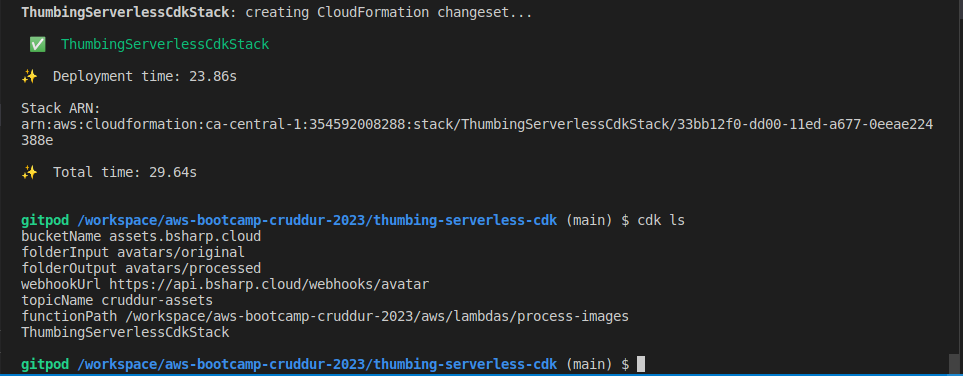 ThumbingServerlessCdkStack: creating CloudFormation changeset...
✅  ThumbingServerlessCdkStack
✨  Deployment time: 23.86s
Stack ARN:
arn:aws:cloudformation:ca-central-1:354592008288:stack/ThumbingServerlessCdkStack/33bb12f0-dd00-11ed-a677-0eeae224
388e
✨  Total time: 29.64s
gitpod /workspace/aws-bootcamp-cruddur-2023/thumbing-serverless-cdk (main) $ cdk ls
bucketName assets.bsharp.cloud
folderInput avatars/original
folderOutput avatars/processed
webhookUrl https://api.bsharp.cloud/webhooks/avatar
topicName cruddur-assets
functionPath /workspace/aws-bootcamp-cruddur-2023/aws/lambdas/process-images
ThumbingServerlessCdkStack
gitpod /workspace/aws-bootcamp-cruddur-2023/thumbing-serverless-cdk (main) $